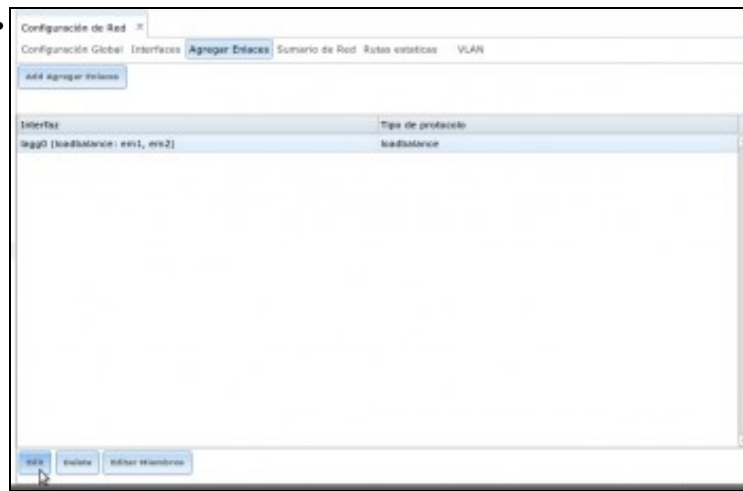 Configuración de Red
Configuración Global Interfaces Agregar Enlaces Sumario de Red Rutas estaticas VLAN
Add Agregar Enlaces
Interfaz Tipo de protocolo
lagg0 (loadbalance: em1, em2) loadbalance
Edit Delete Editar Miembros